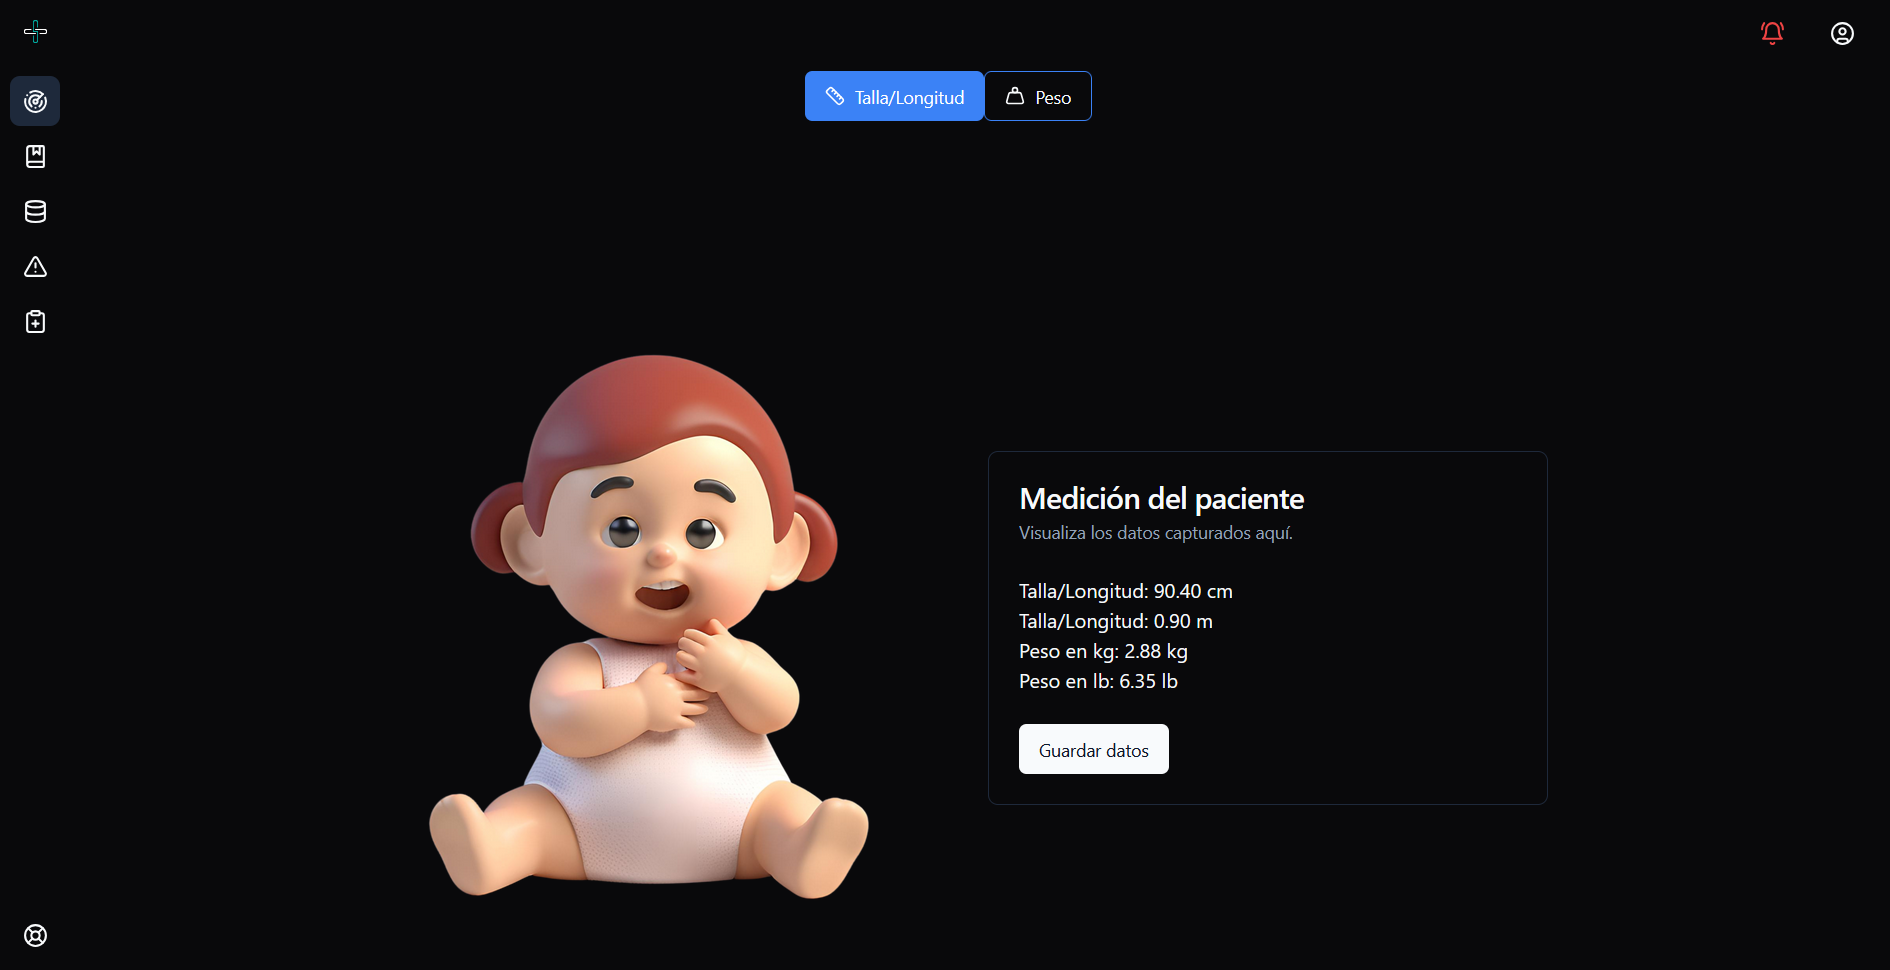 Talla/Longitud
Peso
Medición del paciente
Visualiza los datos capturados aquí.
Talla/Longitud: 90.40 cm
Talla/Longitud: 0.90 m
Peso en kg: 2.88 kg
Peso en lb: 6.35 lb
Guardar datos